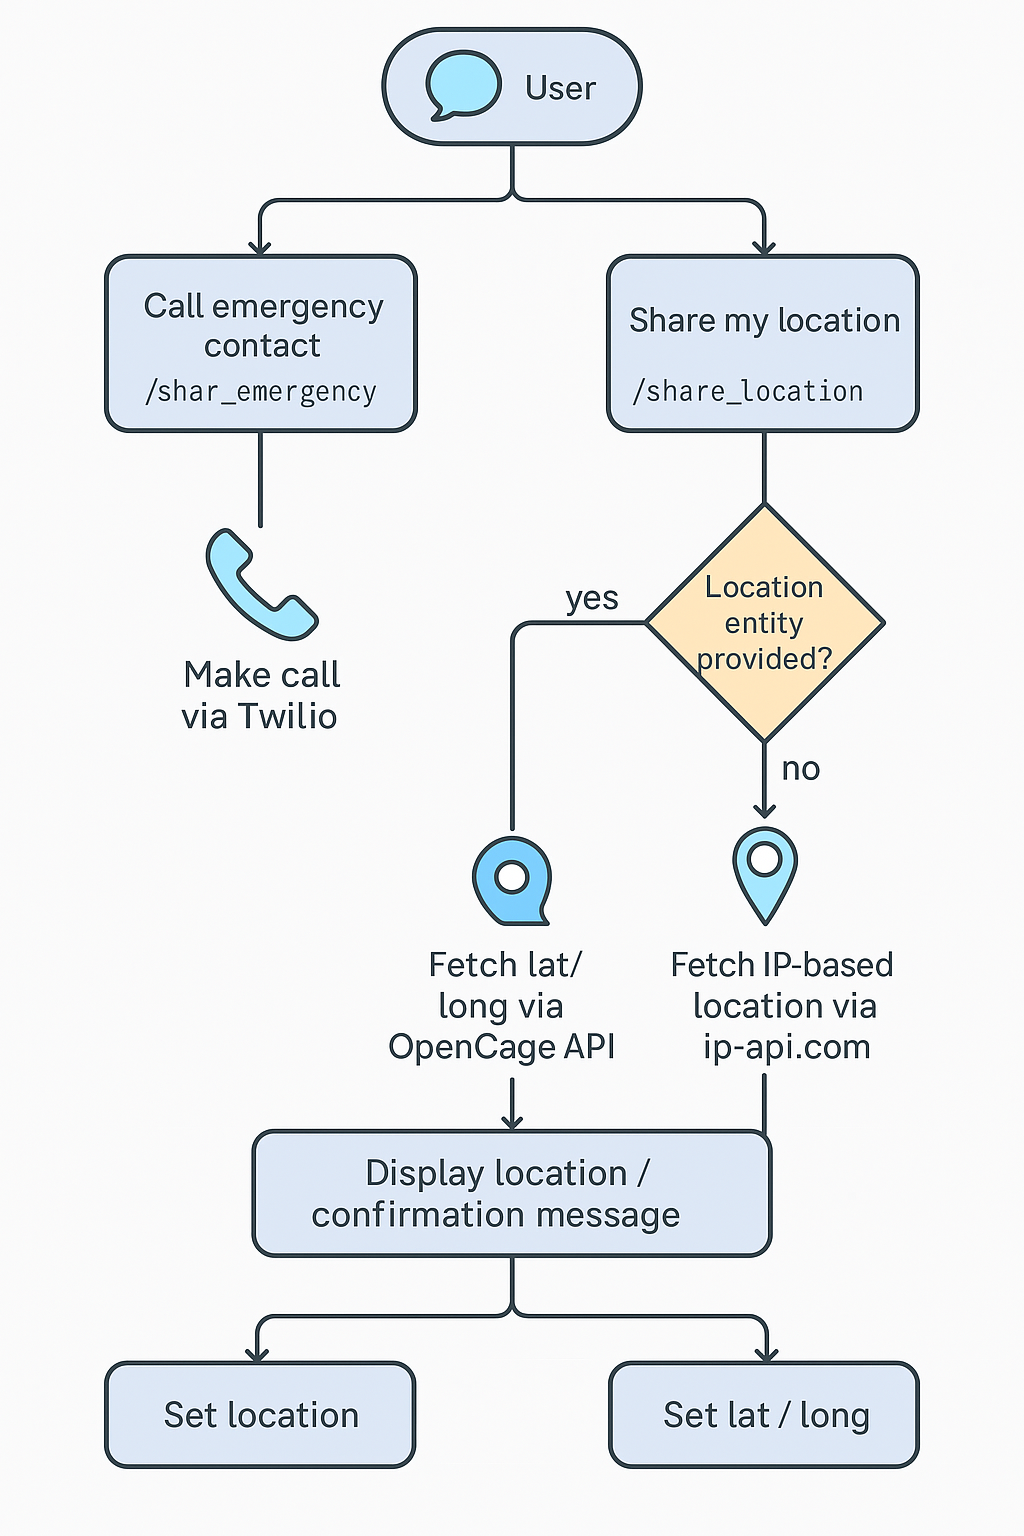 User
Call emergency
contact
/shar_emergency
Share my location
/share_location
Location
entity
provided?
yes
no
Make call
via Twilio
Fetch lat/
long via
OpenCage API
Fetch IP-based
location via
ip-api.com
Display location /
confirmation message
Set location
Set lat / long